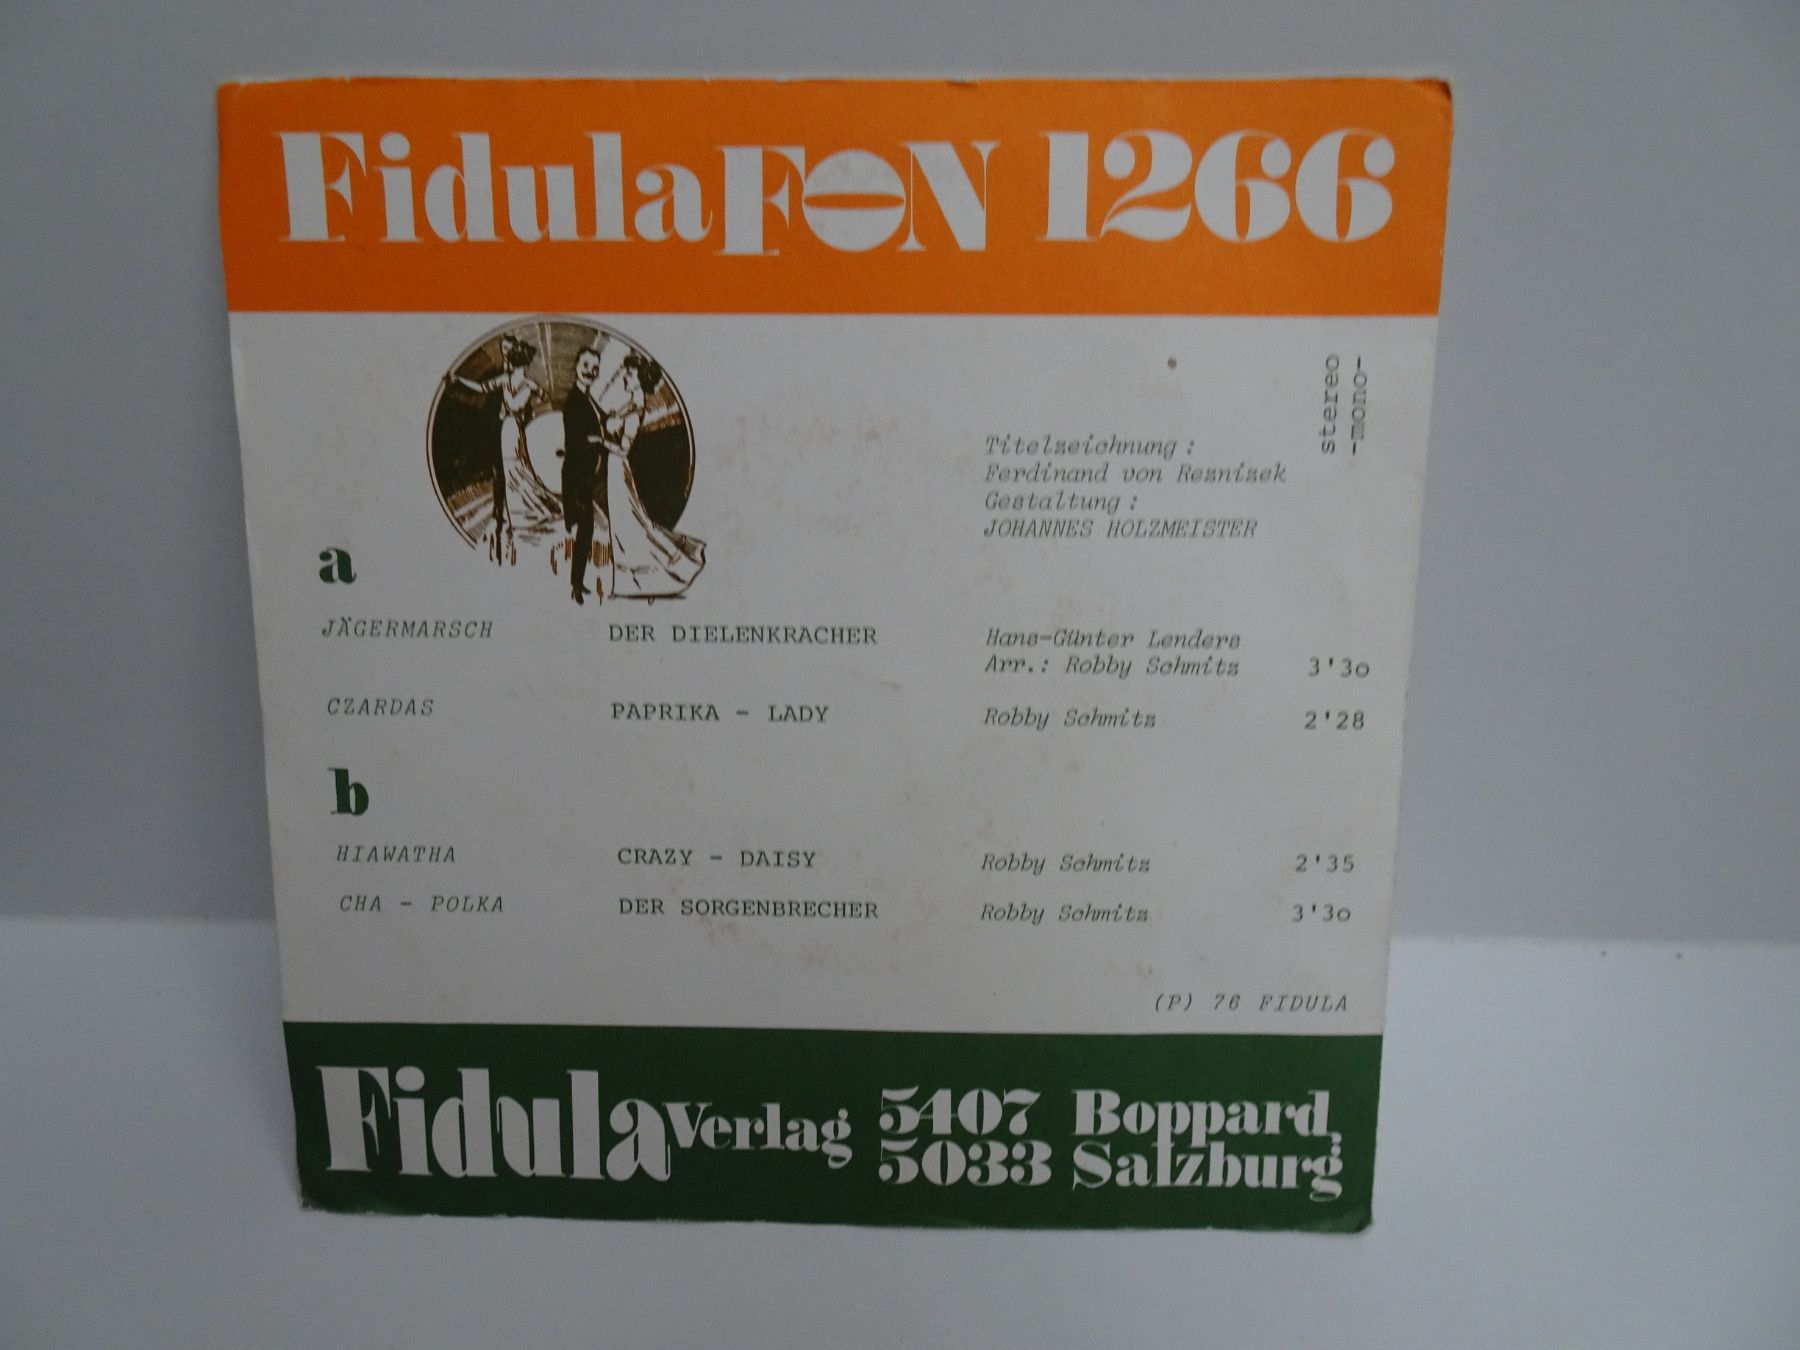 FidulaFON 1266
stereo
-mono-
Titelzeichnung:
Ferdinand von Reznizek
Gestaltung:
JOHANNES HOLZMEISTER
a
JÄGERMARSCH DER DIELENKRACHER Hans-Günter Lenders
Arr.: Robby Schmitz 3'3o
CZARDAS PAPRIKA - LADY Robby Schmitz 2'28
b
HIAWATHA CRAZY - DAISY Robby Schmitz 2'35
CHA - POLKA DER SORGENBRECHER Robby Schmitz 3'3o
(P) 76 FIDULA
Fidula Verlag 5407 Boppard,
5033 Salzburg